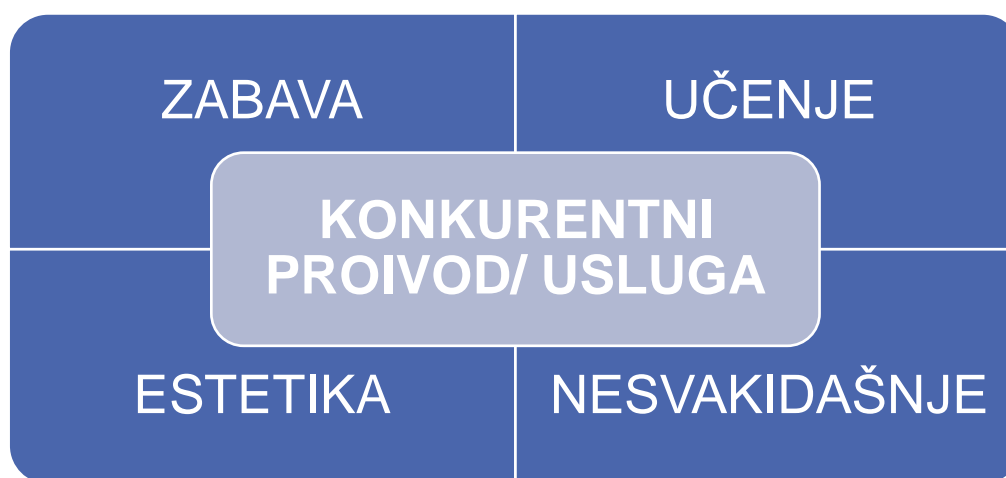 ZABAVA
UČENJE
KONKURENTNI
PROIVOD/ USLUGA
ESTETIKA
NESVAKIDAŠNJE